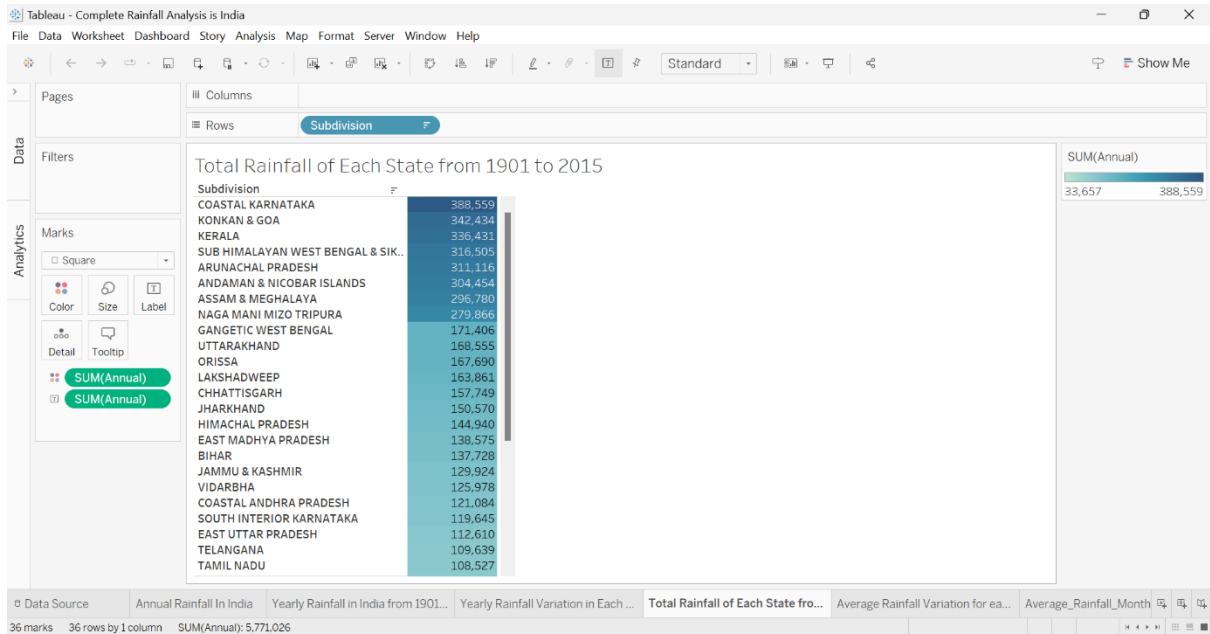 Tableau - Complete Rainfall Analysis is India
File Data Worksheet Dashboard Story Analysis Map Format Server Window Help
Standard
Show Me
Data
Analytics
Pages
Filters
Marks
Square
Color Size Label
Detail Tooltip
SUM(Annual)
SUM(Annual)
Columns
Rows Subdivision
Total Rainfall of Each State from 1901 to 2015
Subdivision
COASTAL KARNATAKA 388,559
KONKAN & GOA 342,434
KERALA 336,431
SUB HIMALAYAN WEST BENGAL & SIK.. 316,505
ARUNACHAL PRADESH 311,116
ANDAMAN & NICOBAR ISLANDS 304,454
ASSAM & MEGHALAYA 296,780
NAGA MANI MIZO TRIPURA 279,866
GANGETIC WEST BENGAL 171,406
UTTARAKHAND 168,555
ORISSA 167,690
LAKSHADWEEP 163,861
CHHATTISGARH 157,749
JHARKHAND 150,570
HIMACHAL PRADESH 144,940
EAST MADHYA PRADESH 138,575
BIHAR 137,728
JAMMU & KASHMIR 129,924
VIDARBHA 125,978
COASTAL ANDHRA PRADESH 121,084
SOUTH INTERIOR KARNATAKA 119,645
EAST UTTAR PRADESH 112,610
TELANGANA 109,639
TAMIL NADU 108,527
SUM(Annual)
33,657 388,559
Data Source Annual Rainfall In India Yearly Rainfall in India from 1901... Yearly Rainfall Variation in Each ... Total Rainfall of Each State fro... Average Rainfall Variation for ea... Average_Rainfall_Month
36 marks 36 rows by 1 column SUM(Annual): 5,771,026